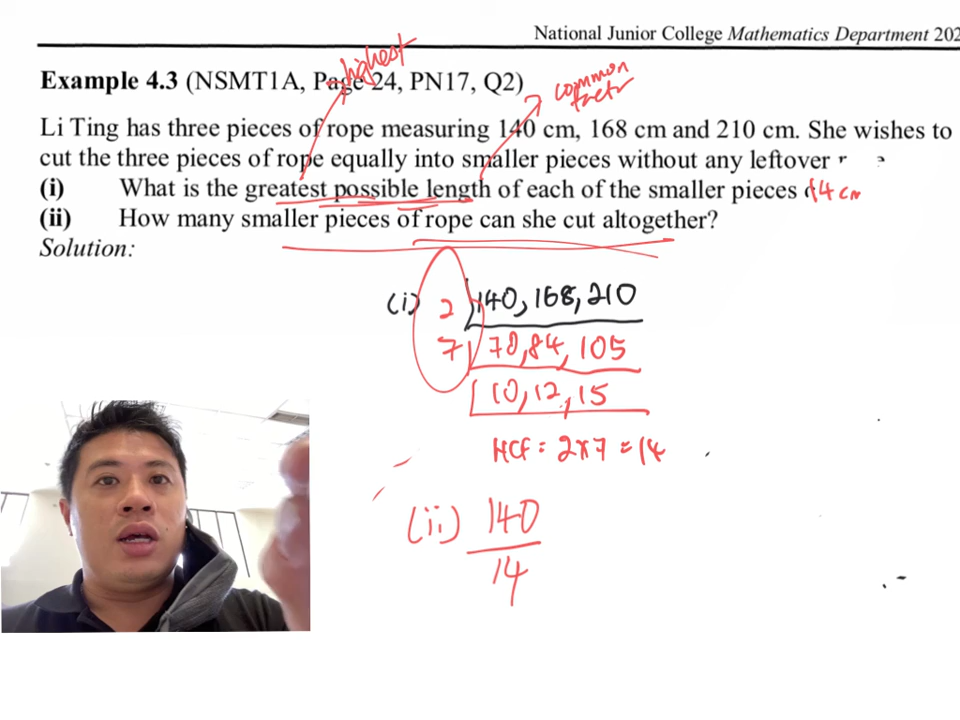 National Junior College Mathematics Department 202
highest
Example 4.3 (NSMT1A, Page 24, PN17, Q2)
common
factor
Li Ting has three pieces of rope measuring 140 cm, 168 cm and 210 cm. She wishes to
cut the three pieces of rope equally into smaller pieces without any leftover
(i) What is the greatest possible length of each of the smaller pieces 14 cm
(ii) How many smaller pieces of rope can she cut altogether?
Solution:
(i) 2 140, 168, 210
7 70, 84, 105
10, 12, 15
HCF = 2 x 7 = 14
(ii) 140
14